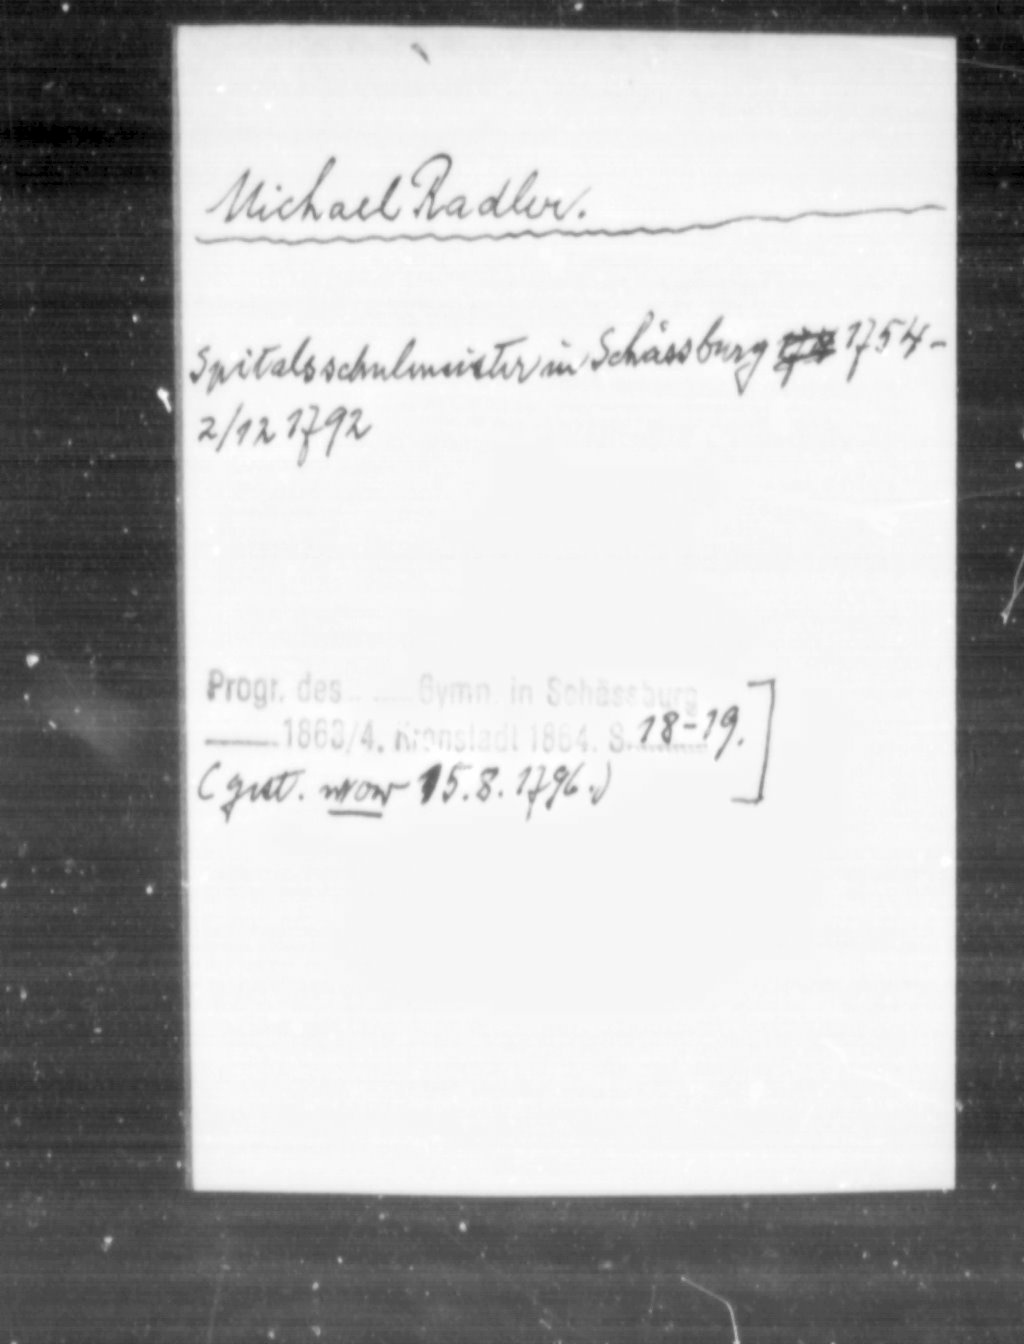 Michael Radler.
Spitalsschulmeister in Schässburg 1754-
2/12 1792
Progr. des Gymn. in Schässburg
1863/4. Kronstadt 1864. S. 18-19. ]
(gest. vor 15.8.1796.)